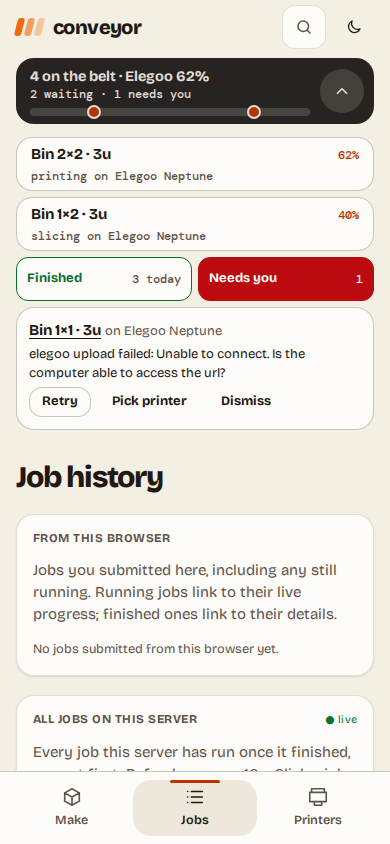 conveyor
4 on the belt · Elegoo 62%
2 waiting · 1 needs you
Bin 2×2 · 3u 62%
printing on Elegoo Neptune
Bin 1×2 · 3u 40%
slicing on Elegoo Neptune
Finished 3 today
Needs you 1
Bin 1×1 · 3u on Elegoo Neptune
elegoo upload failed: Unable to connect. Is the
computer able to access the url?
Retry Pick printer Dismiss
Job history
FROM THIS BROWSER
Jobs you submitted here, including any still
running. Running jobs link to their live
progress; finished ones link to their details.
No jobs submitted from this browser yet.
ALL JOBS ON THIS SERVER live
Every job this server has run once it finished,
Make Jobs Printers